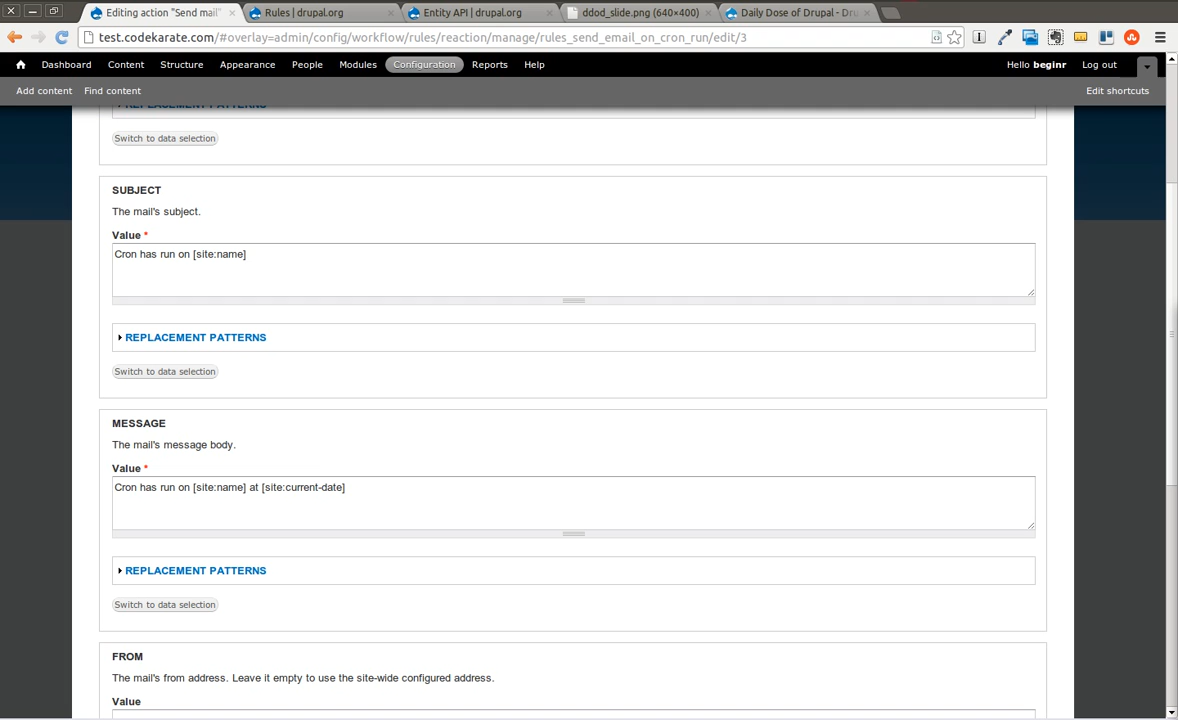 Editing action "Send mail"
Rules | drupal.org
Entity API | drupal.org
ddod_slide.png (640×400)
Daily Dose of Drupal - Dru
test.codekarate.com/#overlay=admin/config/workflow/rules/reaction/manage/rules_send_email_on_cron_run/edit/3
Dashboard Content Structure Appearance People Modules Configuration Reports Help Hello beginr Log out
Add content Find content Edit shortcuts
REPLACEMENT PATTERNS
Switch to data selection
SUBJECT
The mail's subject.
Value *
Cron has run on [site:name]
REPLACEMENT PATTERNS
Switch to data selection
MESSAGE
The mail's message body.
Value *
Cron has run on [site:name] at [site:current-date]
REPLACEMENT PATTERNS
Switch to data selection
FROM
The mail's from address. Leave it empty to use the site-wide configured address.
Value